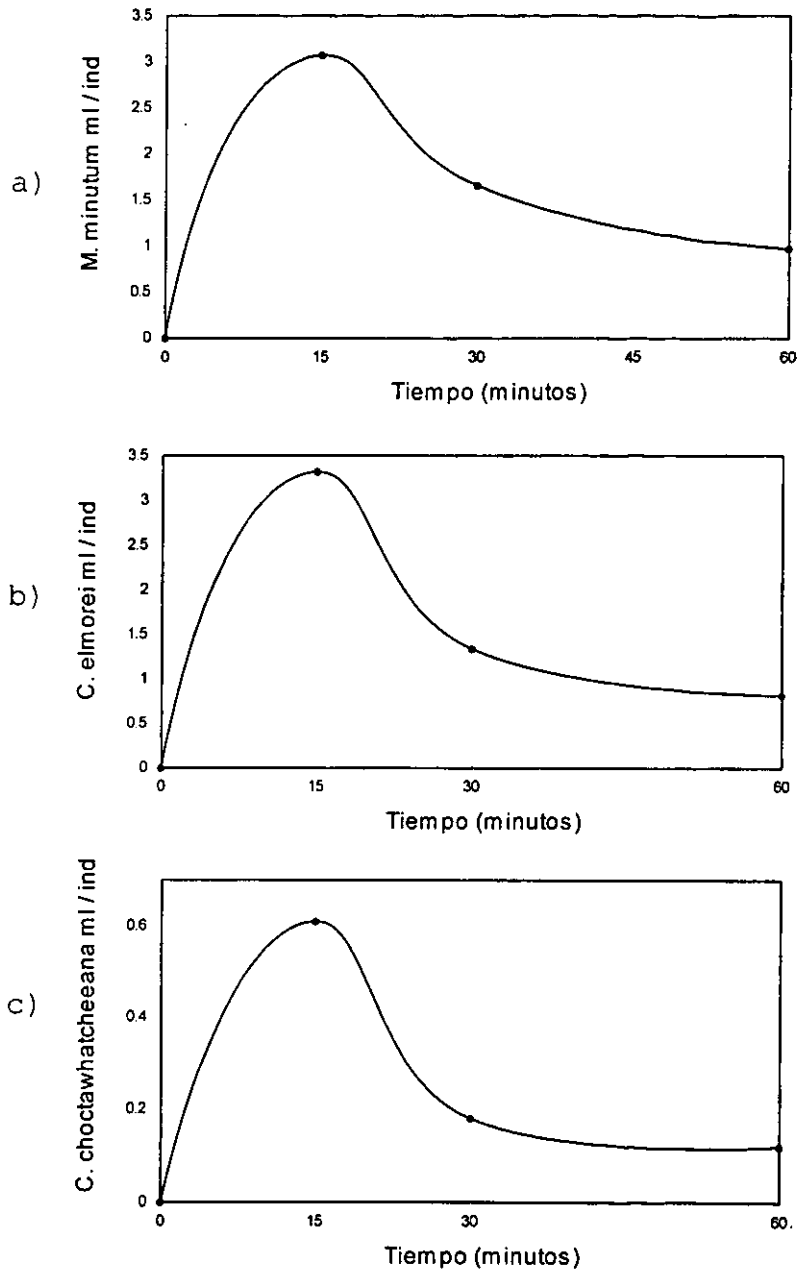 a)
M. minutum ml / ind
3.5
3
2.5
2
1.5
1
0.5
0
0 15 30 45 60
Tiempo (minutos)
b)
C. elmorei ml / ind
3.5
3
2.5
2
1.5
1
0.5
0
0 15 30 60
Tiempo (minutos)
c)
C. choctawhatcheeana ml / ind
0.6
0.4
0.2
0
0 15 30 60.
Tiempo (minutos)